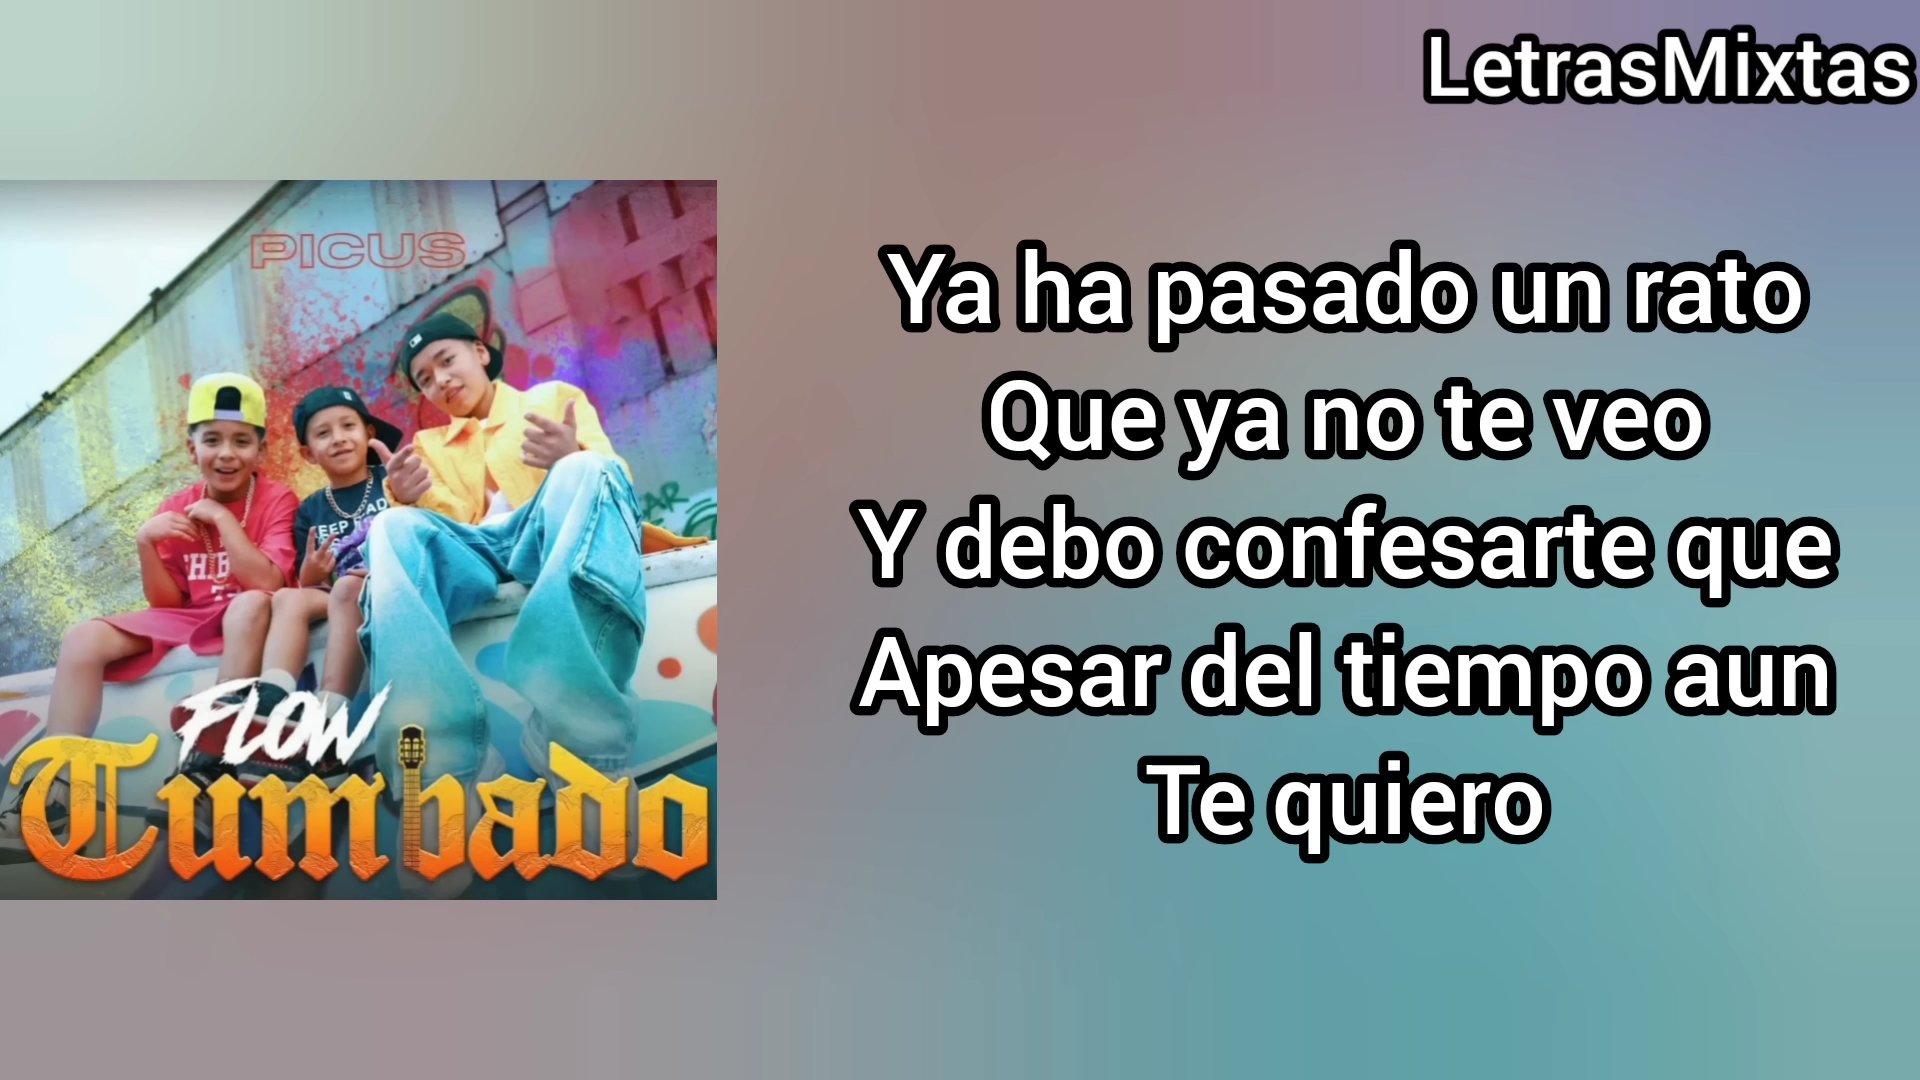 LetrasMixtas
PICUS
Ya ha pasado un rato
Que ya no te veo
Y debo confesarte que
Apesar del tiempo aun
Te quiero
FLOW
Tumbado